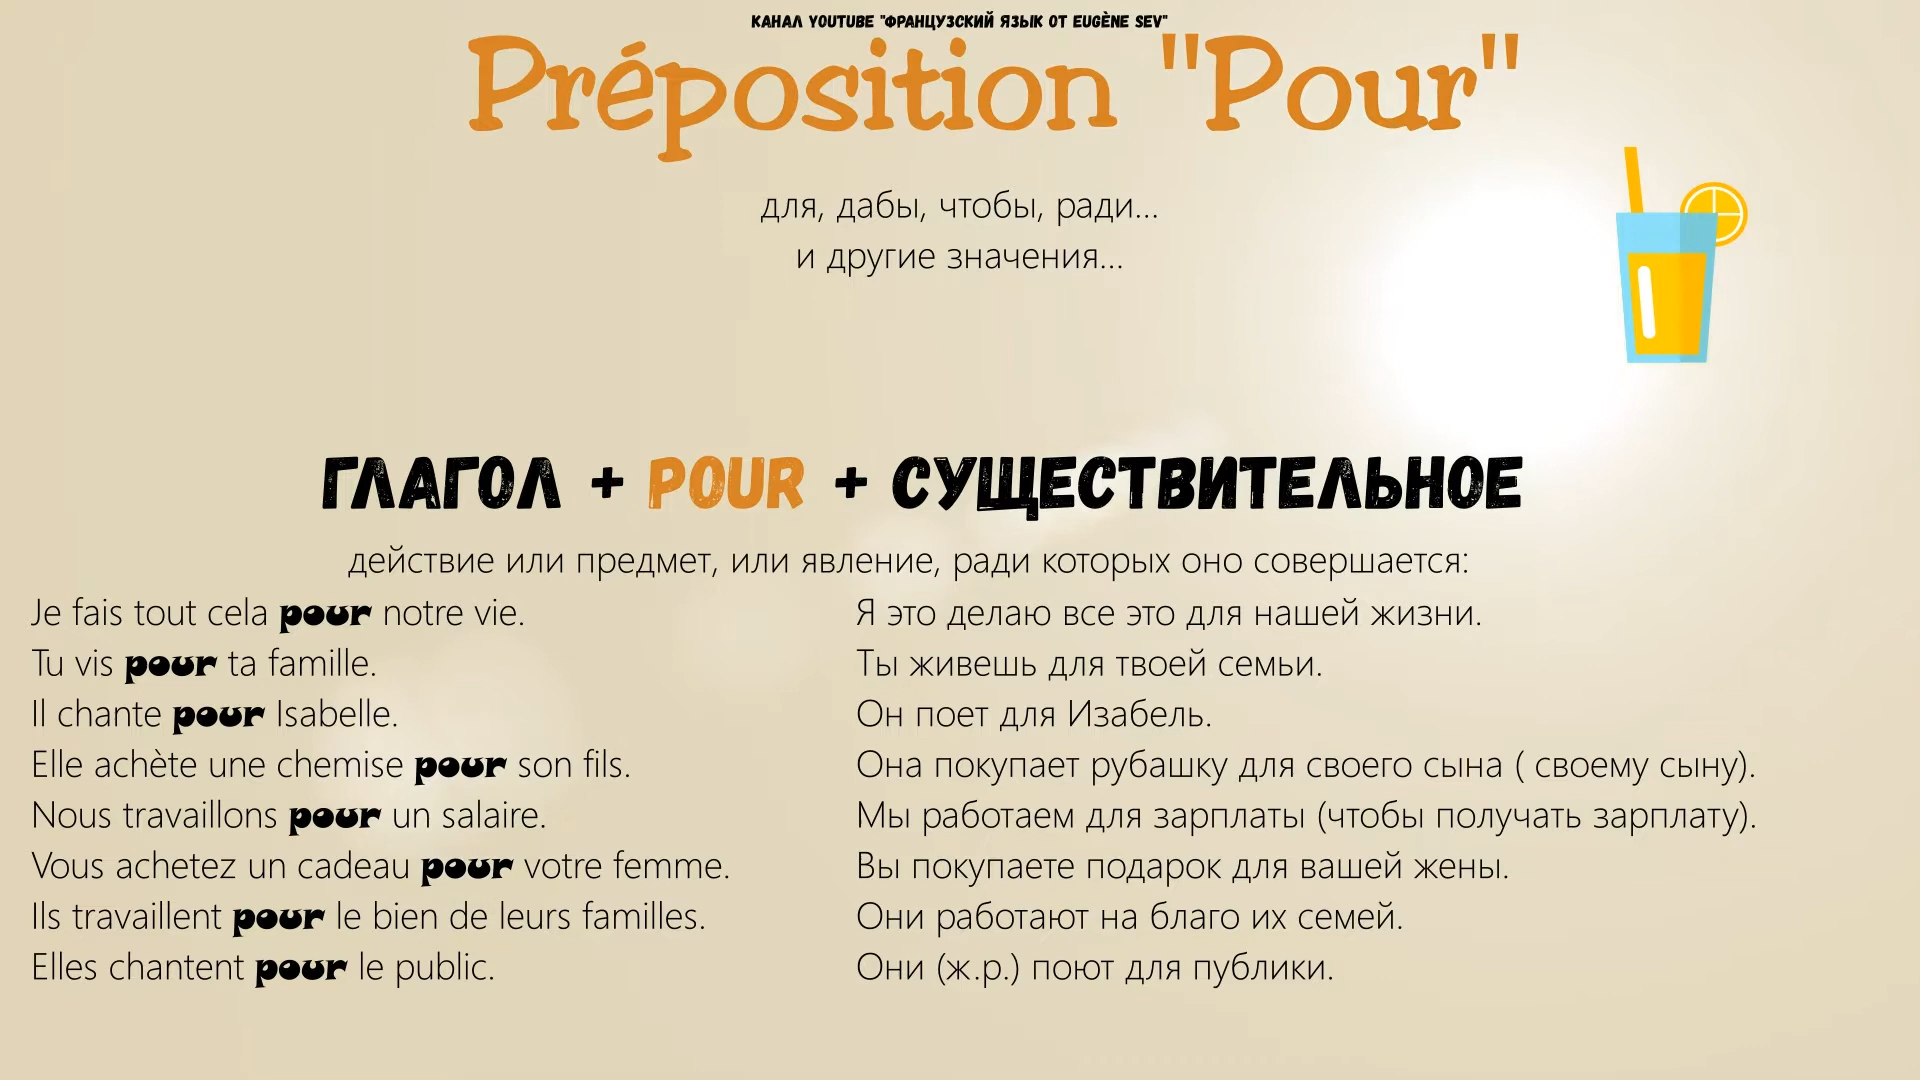 КАНАЛ YOUTUBE "ФРАНЦУЗСКИЙ ЯЗЫК ОТ EUGÈNE SEV"
Préposition "Pour"
для, дабы, чтобы, ради...
и другие значения...
ГЛАГОЛ + POUR + СУЩЕСТВИТЕЛЬНОЕ
действие или предмет, или явление, ради которых оно совершается:
Je fais tout cela pour notre vie. Я это делаю все это для нашей жизни.
Tu vis pour ta famille. Ты живешь для твоей семьи.
Il chante pour Isabelle. Он поет для Изабель.
Elle achète une chemise pour son fils. Она покупает рубашку для своего сына ( своему сыну).
Nous travaillons pour un salaire. Мы работаем для зарплаты (чтобы получать зарплату).
Vous achetez un cadeau pour votre femme. Вы покупаете подарок для вашей жены.
Ils travaillent pour le bien de leurs familles. Они работают на благо их семей.
Elles chantent pour le public. Они (ж.р.) поют для публики.